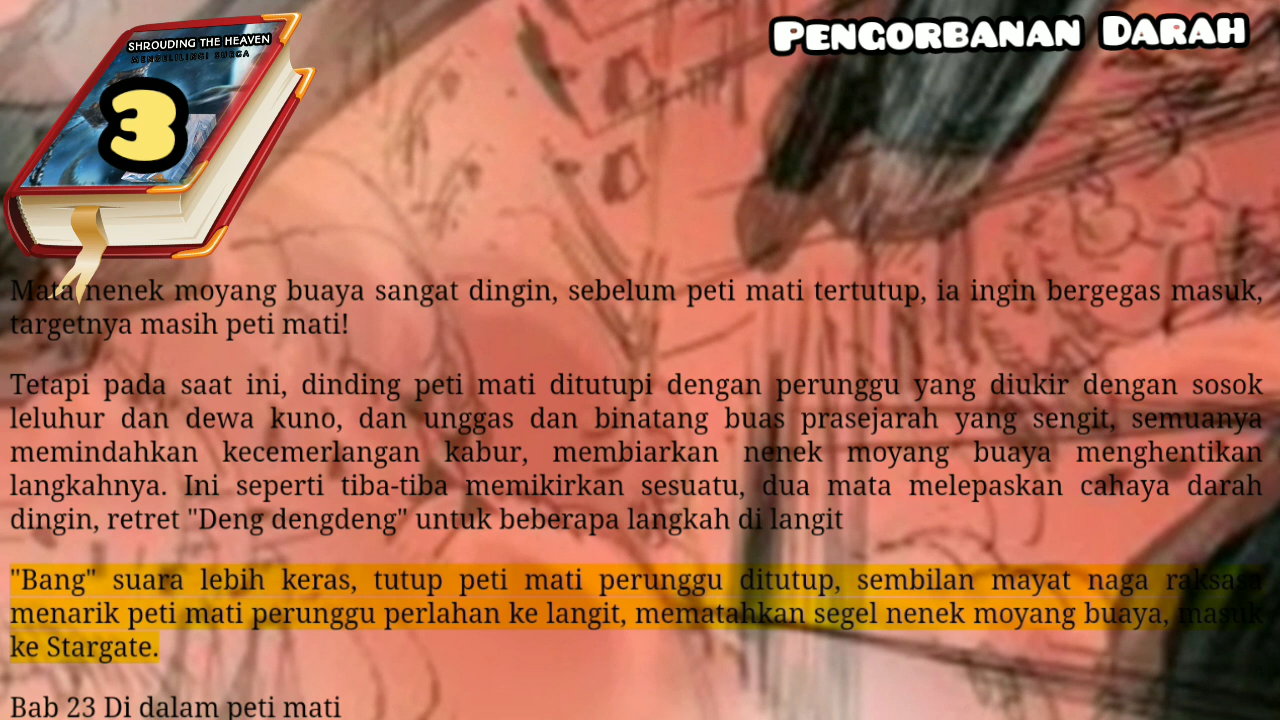 SHROUDING THE HEAVEN
MENGELILINGI SURGA
3
Pengorbanan Darah
Mata nenek moyang buaya sangat dingin, sebelum peti mati tertutup, ia ingin bergegas masuk,
targetnya masih peti mati!
Tetapi pada saat ini, dinding peti mati ditutupi dengan perunggu yang diukir dengan sosok
leluhur dan dewa kuno, dan unggas dan binatang buas prasejarah yang sengit, semuanya
memindahkan kecemerlangan kabur, membiarkan nenek moyang buaya menghentikan
langkahnya. Ini seperti tiba-tiba memikirkan sesuatu, dua mata melepaskan cahaya darah
dingin, retret "Deng dengdeng" untuk beberapa langkah di langit
"Bang" suara lebih keras, tutup peti mati perunggu ditutup, sembilan mayat naga raksasa
menarik peti mati perunggu perlahan ke langit, mematahkan segel nenek moyang buaya, masuk
ke Stargate.
Bab 23 Di dalam peti mati